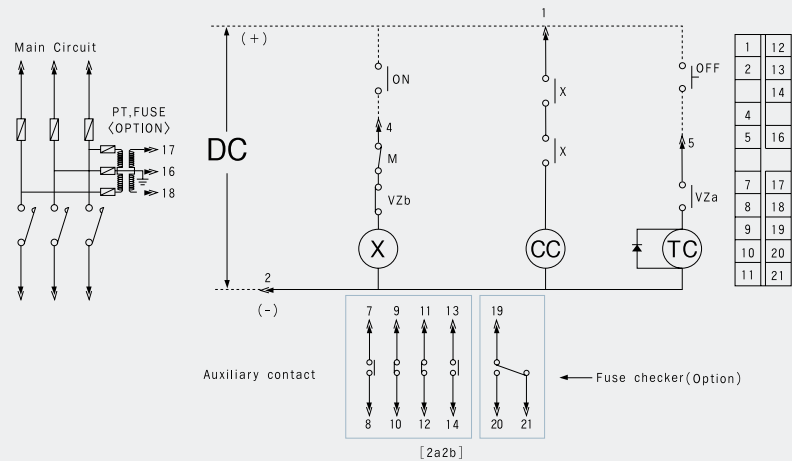 Main Circuit
PT,FUSE
〈OPTION〉
17
16
18
DC
(+)
(-)
1
2
ON
4
M
VZb
X
X
X
CC
OFF
5
VZa
TC
1 12
2 13
14
4
5 16
7 17
8 18
9 19
10 20
11 21
Auxiliary contact
7 9 11 13
8 10 12 14
[2a2b]
19
20 21
Fuse checker(Option)